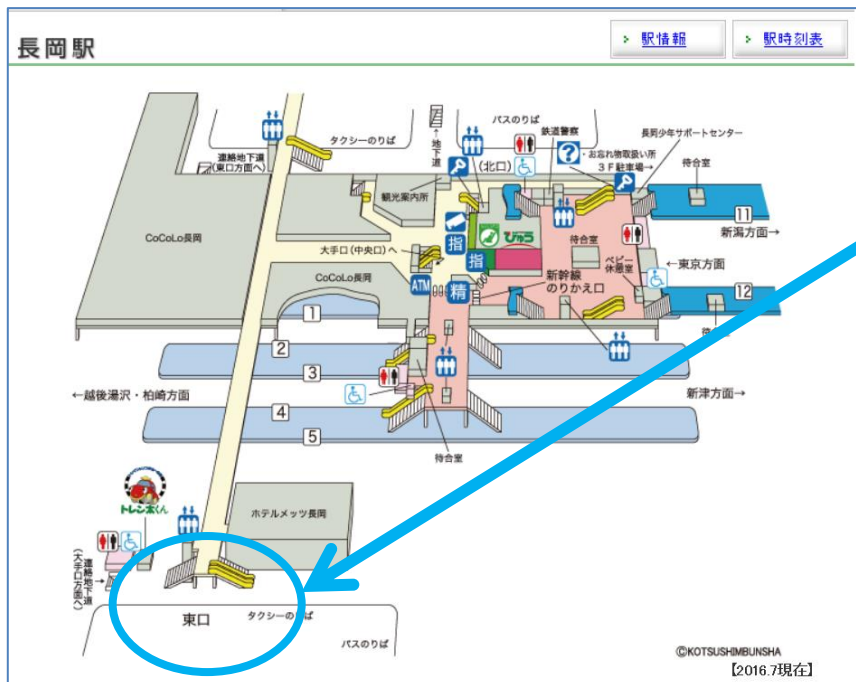 長岡駅
駅情報
駅時刻表
バスのりば
タクシーのりば
鉄道警察
長岡少年サポートセンター
連絡地下道
(東口方面へ)
←地下道
(北口)
・お忘れ物取扱い所
3F駐車場→
待合室
観光案内所
11
新潟方面→
CoCoLo長岡
大手口(中央口)へ
指
びゅう
指
待合室
←東京方面
CoCoLo長岡
ATM
精
新幹線
のりかえ口
ベビー
休憩室
12
1
2
3
←越後湯沢・柏崎方面
新津方面→
4
5
待合室
トレン太くん
ホテルメッツ長岡
連絡地下道→
(大手口方面へ)
東口
タクシーのりば
バスのりば
©KOTSUSHIMBUNSHA
【2016.7現在】